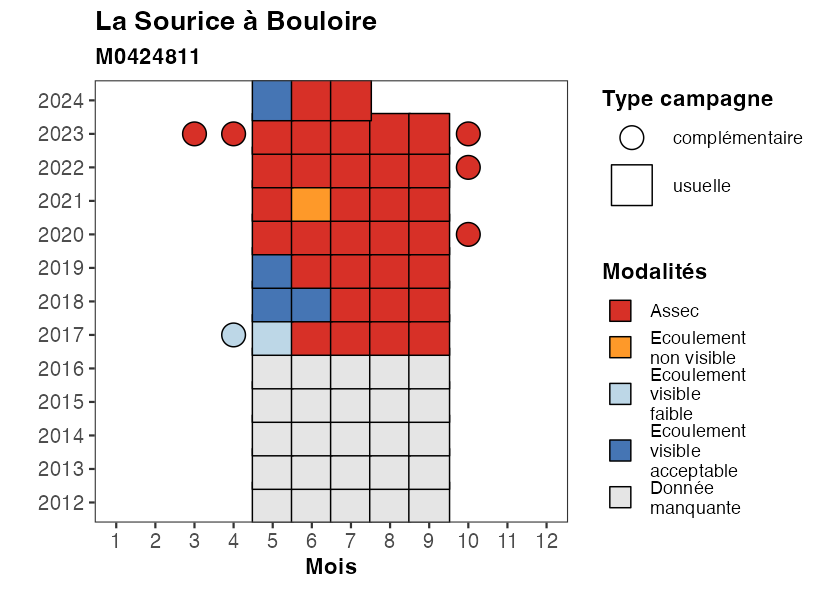 La Sourice à Bouloire
M0424811
2024
2023
2022
2021
2020
2019
2018
2017
2016
2015
2014
2013
2012
1 2 3 4 5 6 7 8 9 10 11 12
Mois
Type campagne
complémentaire
usuelle
Modalités
Assec
Ecoulement
non visible
Ecoulement
visible
faible
Ecoulement
visible
acceptable
Donnée
manquante